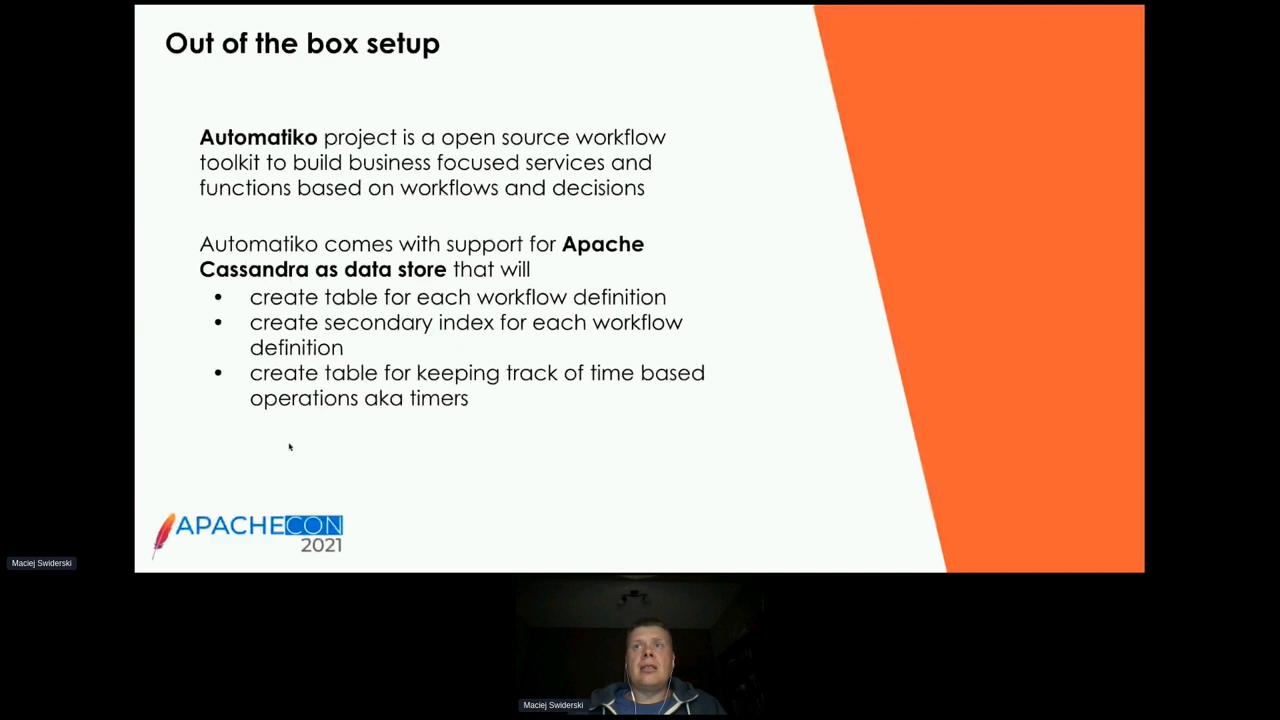 Out of the box setup
Automatiko project is a open source workflow
toolkit to build business focused services and
functions based on workflows and decisions
Automatiko comes with support for Apache
Cassandra as data store that will
• create table for each workflow definition
• create secondary index for each workflow
definition
• create table for keeping track of time based
operations aka timers
APACHECON
2021
Maciej Swiderski
Maciej Swiderski